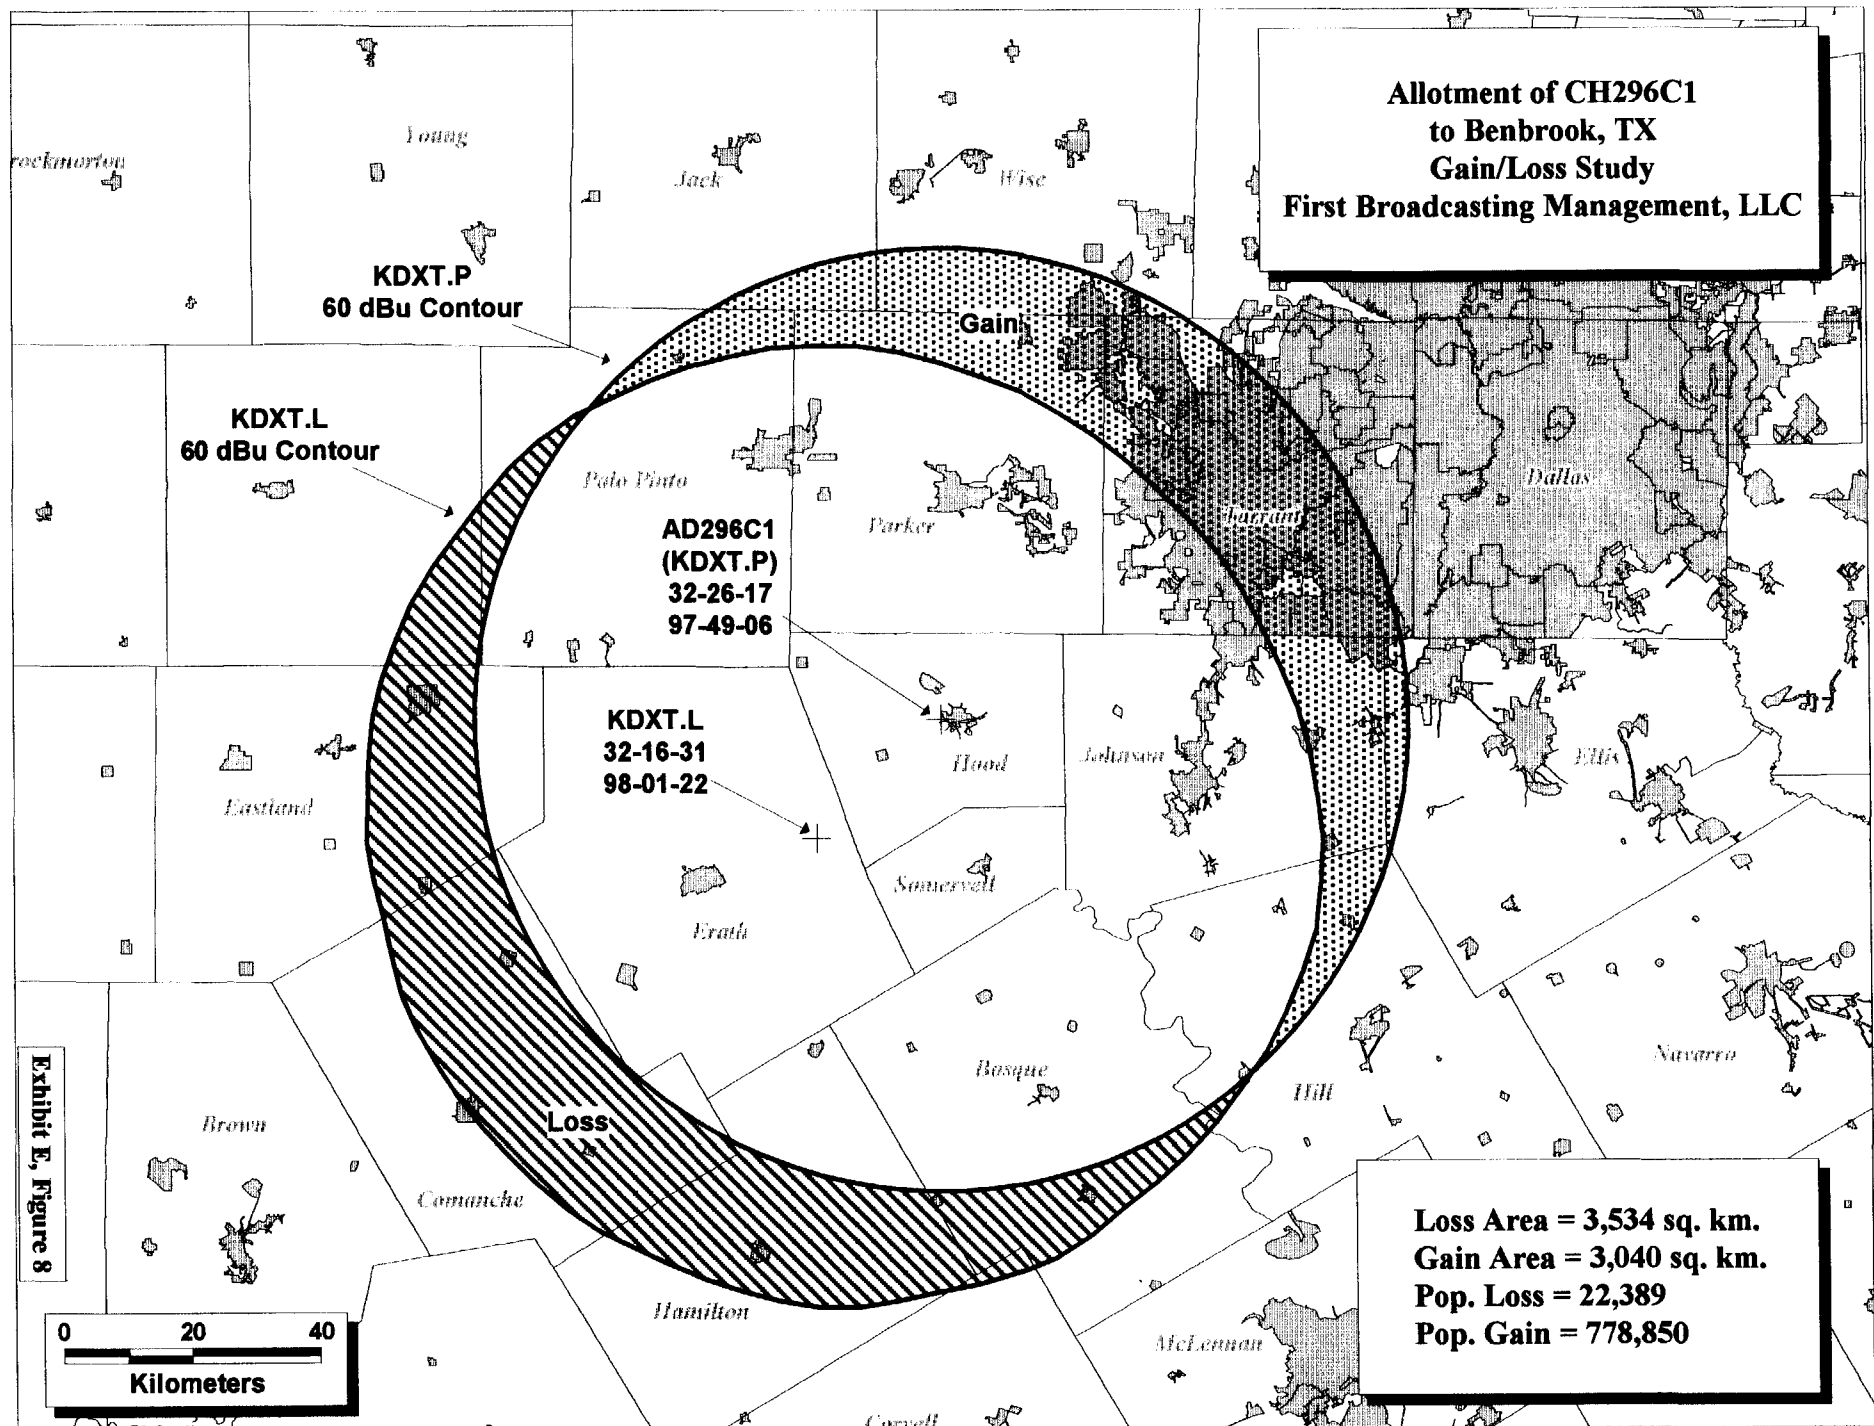 Allotment of CH296C1
to Benbrook, TX
Gain/Loss Study
First Broadcasting Management, LLC
Young
rockmorton
Jack
Wise
KDXT.P
60 dBu Contour
Gain
KDXT.L
60 dBu Contour
Palo Pinto
Parker
Tarrant
Dallas
AD296C1
(KDXT.P)
32-26-17
97-49-06
KDXT.L
32-16-31
98-01-22
Hood
Johnson
Ellis
Eastland
Somervell
Erath
Bosque
Hill
Navarro
Brown
Loss
Comanche
Hamilton
McLennan
Coryell
Exhibit E, Figure 8
0 20 40
Kilometers
Loss Area = 3,534 sq. km.
Gain Area = 3,040 sq. km.
Pop. Loss = 22,389
Pop. Gain = 778,850